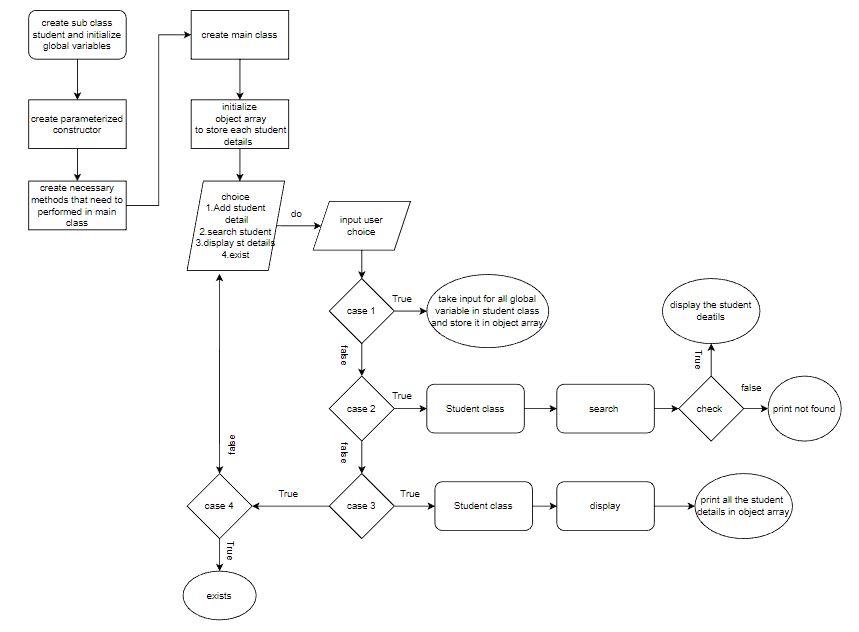 create sub class
student and initialize
global variables
create main class
create parameterized
constructor
initialize
object array
to store each student
details
create necessary
methods that need to
performed in main
class
choice
1.Add student
detail
2.search student
3.display st details
4.exist
do
input user
choice
case 1
True
take input for all global
variable in student class
and store it in object array
display the student
deatils
false
True
case 2
True
Student class
search
check
false
print not found
false
false
case 4
True
case 3
True
Student class
display
print all the student
details in object array
True
exists